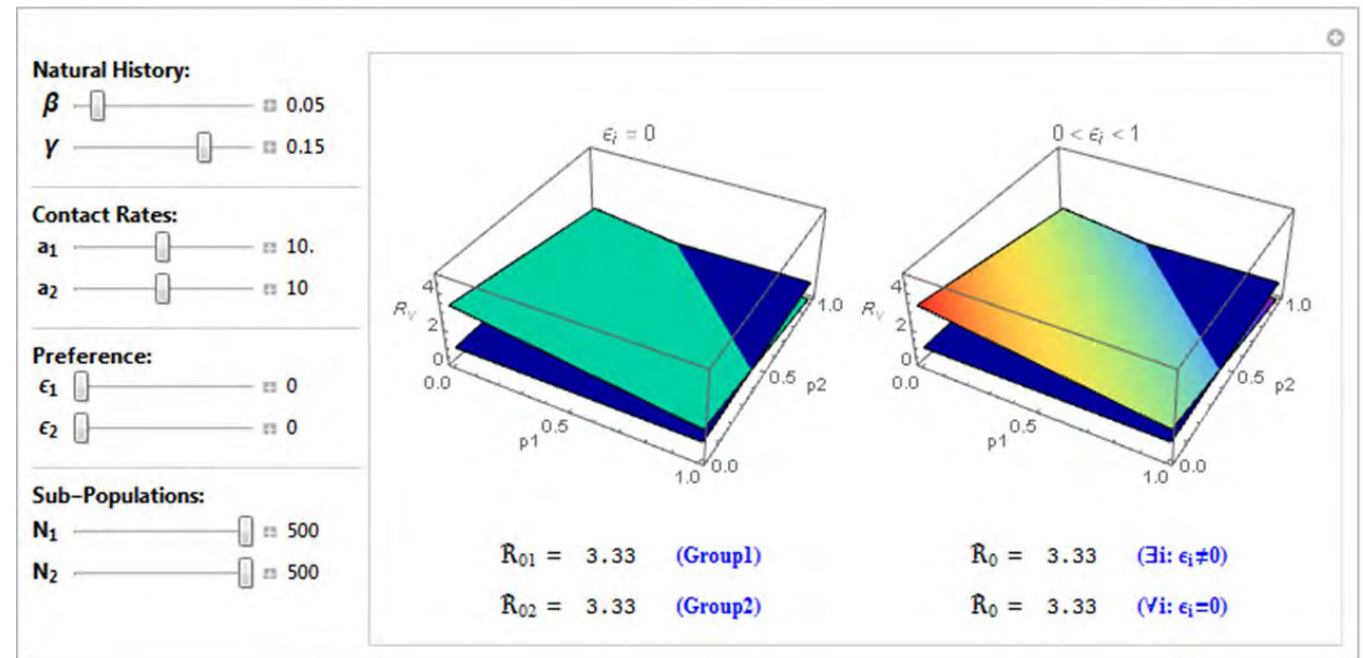 Natural History:
β 0.05
γ 0.15
Contact Rates:
a₁ 10.
a₂ 10
Preference:
ϵ₁ 0
ϵ₂ 0
Sub-Populations:
N₁ 500
N₂ 500
ϵᵢ = 0
4
Rᵥ
2
0
0.0
0.5
p1
1.0
0.0
0.5
p2
1.0
0 < ϵᵢ < 1
4
Rᵥ
2
0
0.0
0.5
p1
1.0
0.0
0.5
p2
1.0
ℜ₀₁ = 3.33 (Group1)
ℜ₀₂ = 3.33 (Group2)
ℜ₀ = 3.33 (∃i: ϵᵢ≠0)
ℜ₀ = 3.33 (∀i: ϵᵢ=0)